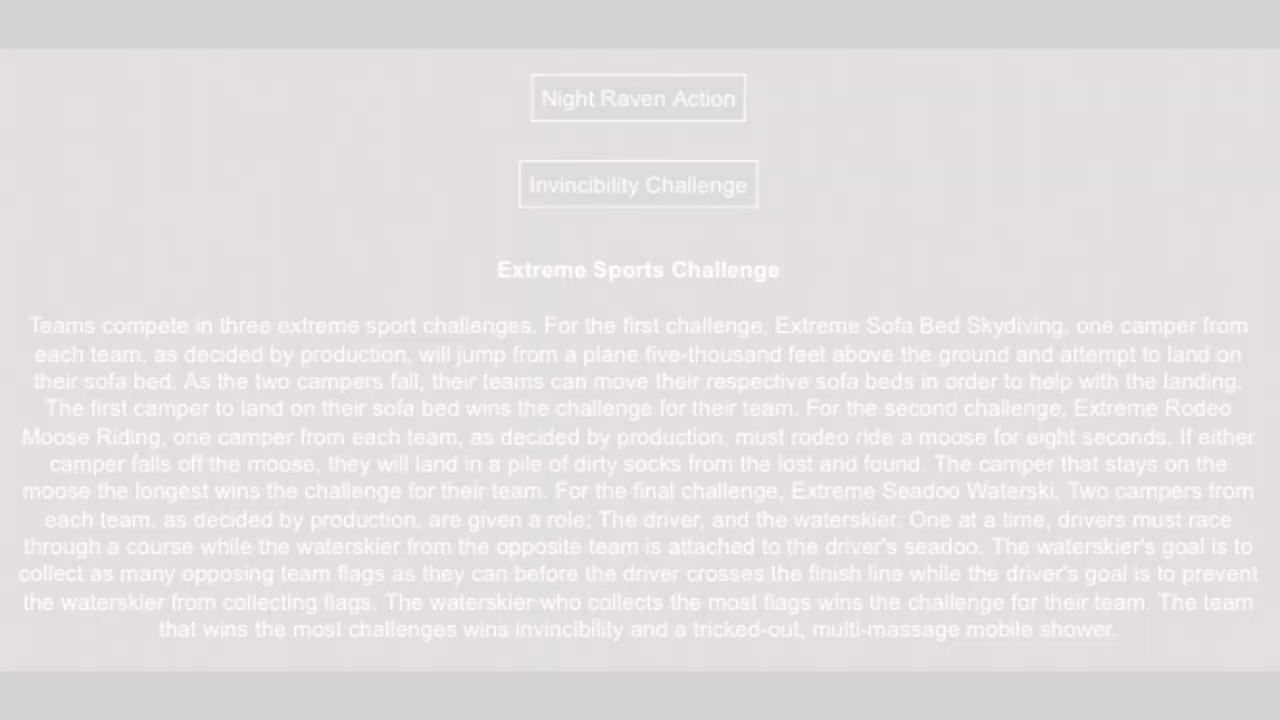 Night Raven Action
Invincibility Challenge
Extreme Sports Challenge
Teams compete in three extreme sport challenges. For the first challenge, Extreme Sofa Bed Skydiving, one camper from
each team, as decided by production, will jump from a plane five-thousand feet above the ground and attempt to land on
their sofa bed. As the two campers fall, their teams can move their respective sofa beds in order to help with the landing.
The first camper to land on their sofa bed wins the challenge for their team. For the second challenge, Extreme Rodeo
Moose Riding, one camper from each team, as decided by production, must rodeo ride a moose for eight seconds. If either
camper falls off the moose, they will land in a pile of dirty socks from the lost and found. The camper that stays on the
moose the longest wins the challenge for their team. For the final challenge, Extreme Seadoo Waterski, Two campers from
each team, as decided by production, are given a role; The driver, and the waterskier. One at a time, drivers must race
through a course while the waterskier from the opposite team is attached to the driver's seadoo. The waterskier's goal is to
collect as many opposing team flags as they can before the driver crosses the finish line while the driver's goal is to prevent
the waterskier from collecting flags. The waterskier who collects the most flags wins the challenge for their team. The team
that wins the most challenges wins invincibility and a tricked-out, multi-massage mobile shower.